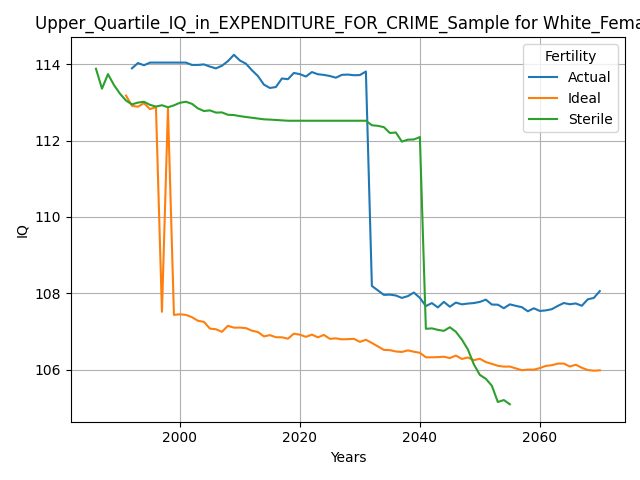 Upper_Quartile_IQ_in_EXPENDITURE_FOR_CRIME_Sample for White_Fema
Fertility
Actual
Ideal
Sterile
114
112
110
108
106
IQ
2000
2020
2040
2060
Years